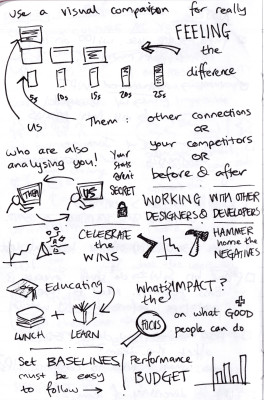 Use a visual comparison for really
FEELING
the
difference
5s 10s 15s 20s 25s
US
Them: other connections
OR
your competitors
OR
before & after
who are also
analysing you!
Your
stats
arent
SECRET
THEM
US
WORKING WITH OTHER
DESIGNERS & DEVELOPERS
CELEBRATE
the
WINS
HAMMER
home the
NEGATIVES
Educating
LUNCH + LEARN
What's the IMPACT?
FOCUS
on what GOOD
people can do
Set BASELINES
must be easy
to follow →
Performance
BUDGET